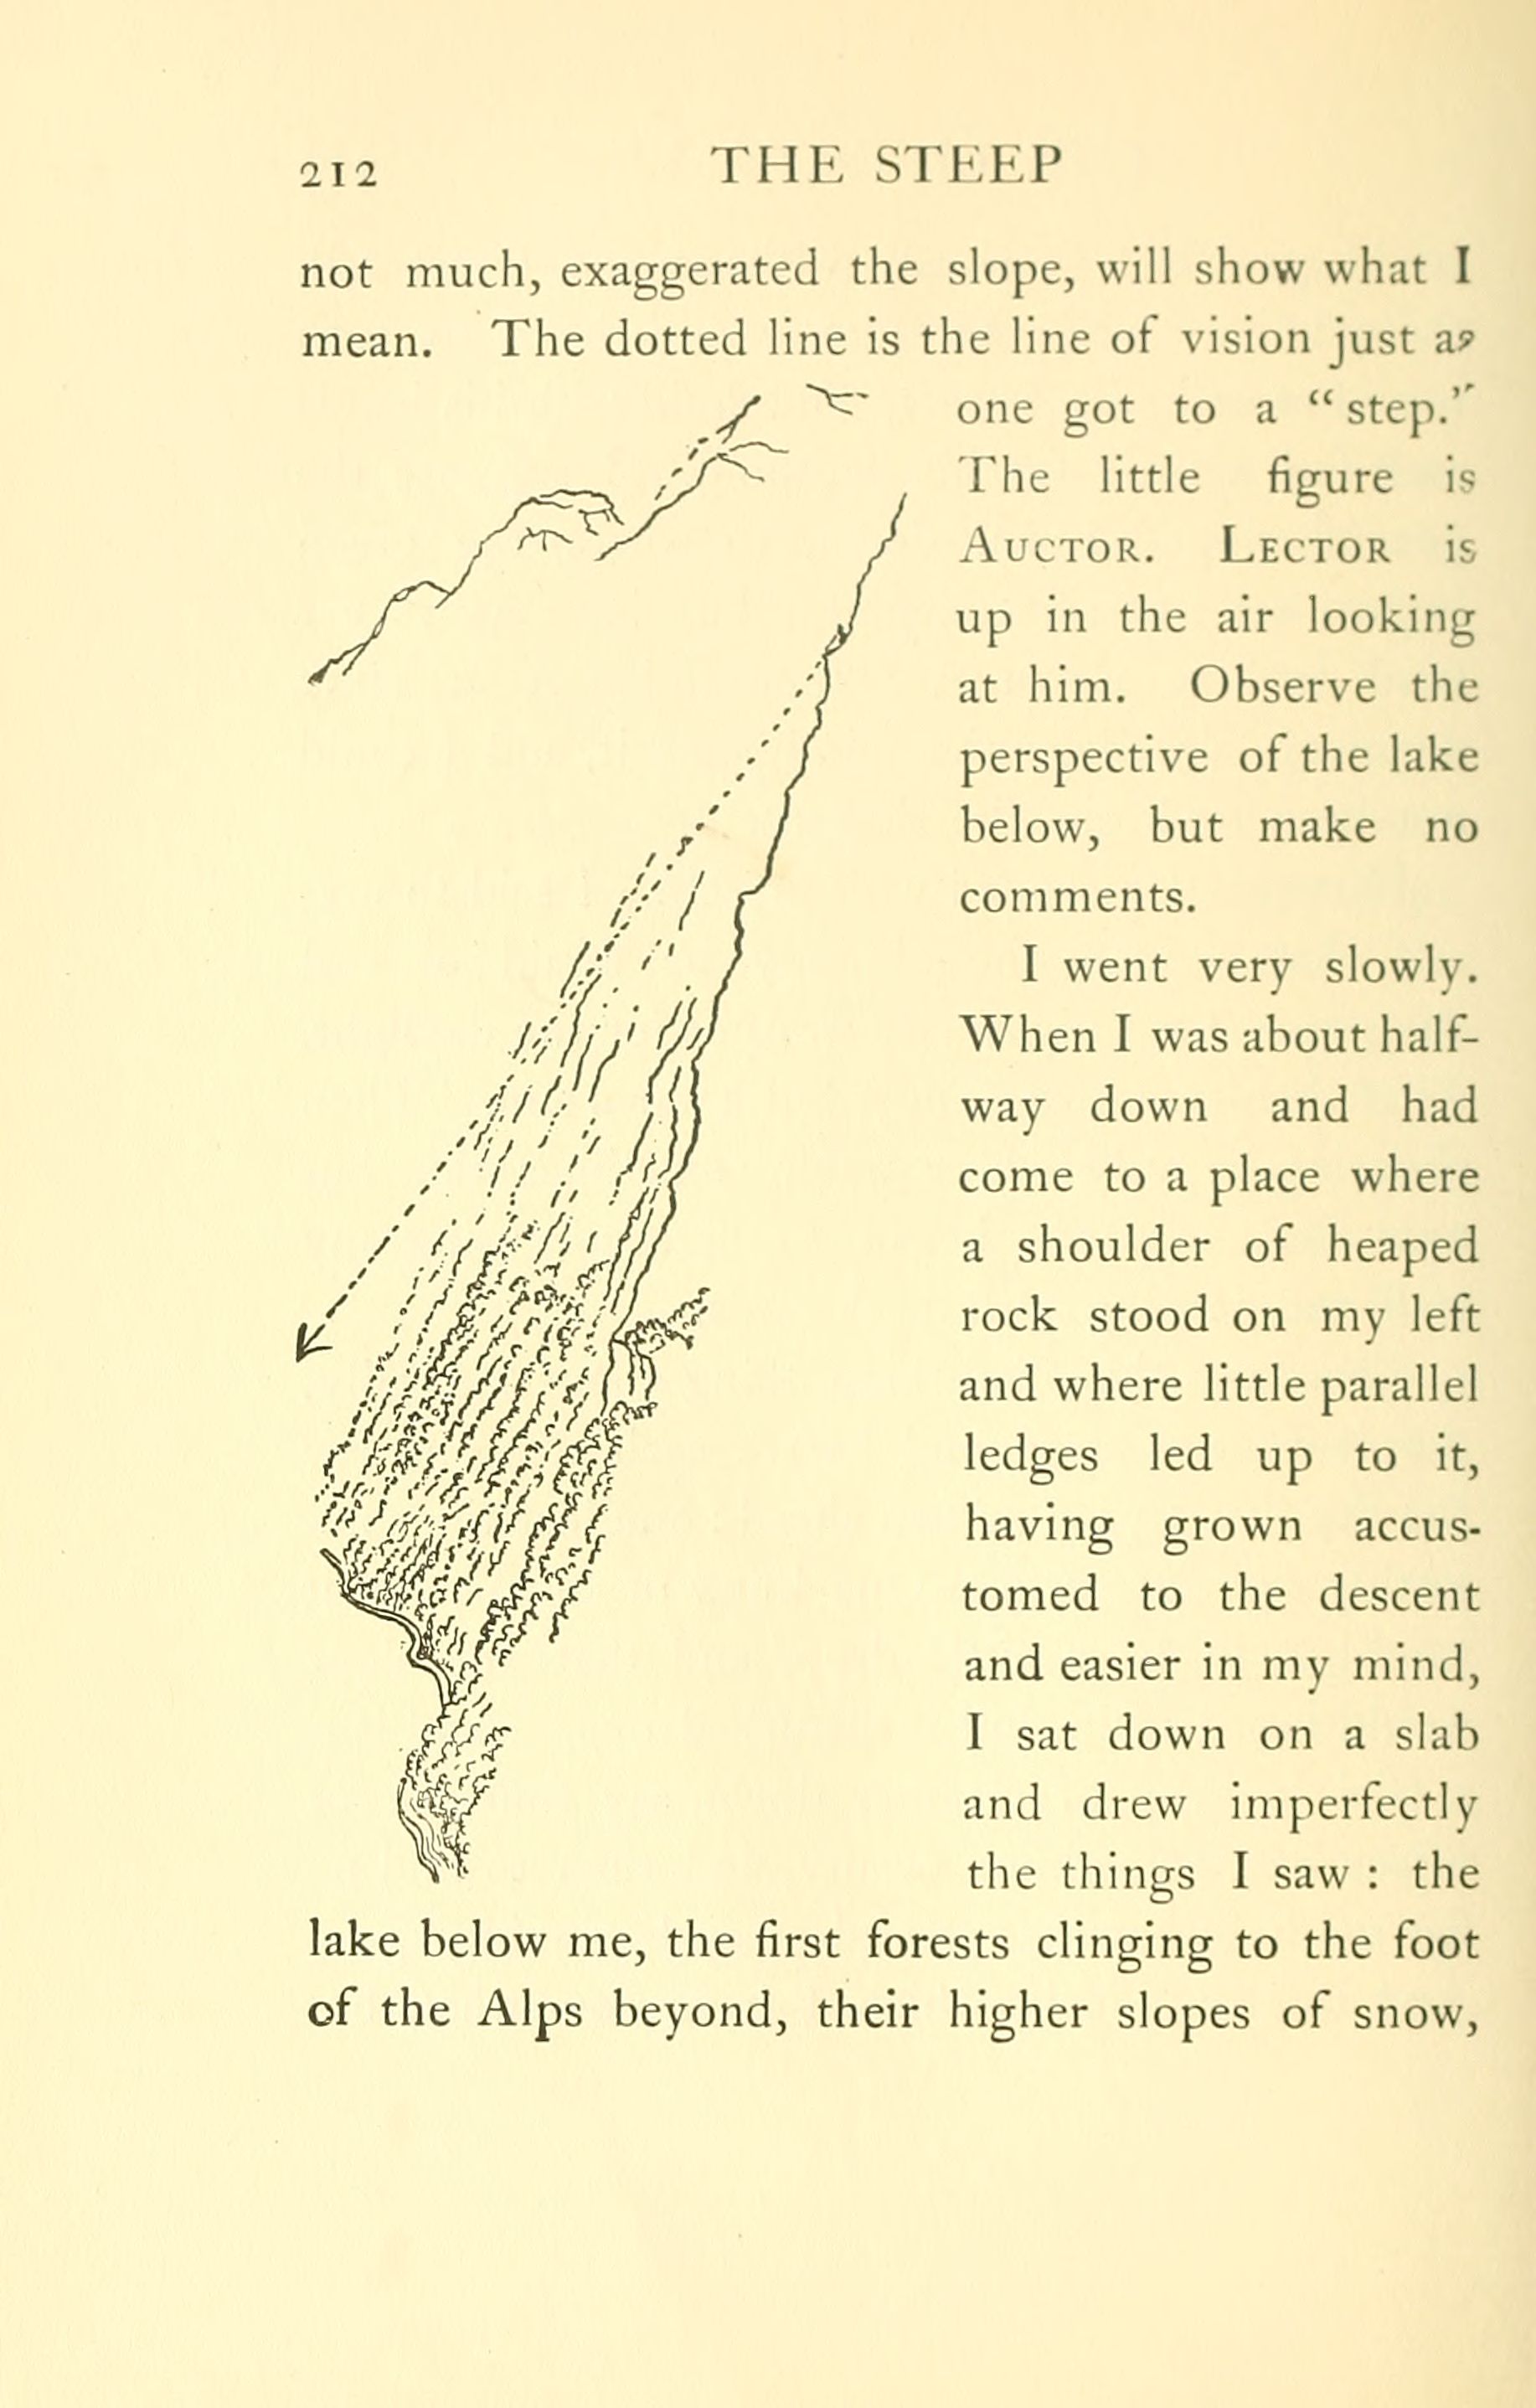 212 THE STEEP
not much, exaggerated the slope, will show what I
mean. The dotted line is the line of vision just as
one got to a “step.”
The little figure is
AUCTOR. LECTOR is
up in the air looking
at him. Observe the
perspective of the lake
below, but make no
comments.
I went very slowly.
When I was about half-
way down and had
come to a place where
a shoulder of heaped
rock stood on my left
and where little parallel
ledges led up to it,
having grown accus-
tomed to the descent
and easier in my mind,
I sat down on a slab
and drew imperfectly
the things I saw : the
lake below me, the first forests clinging to the foot
of the Alps beyond, their higher slopes of snow,